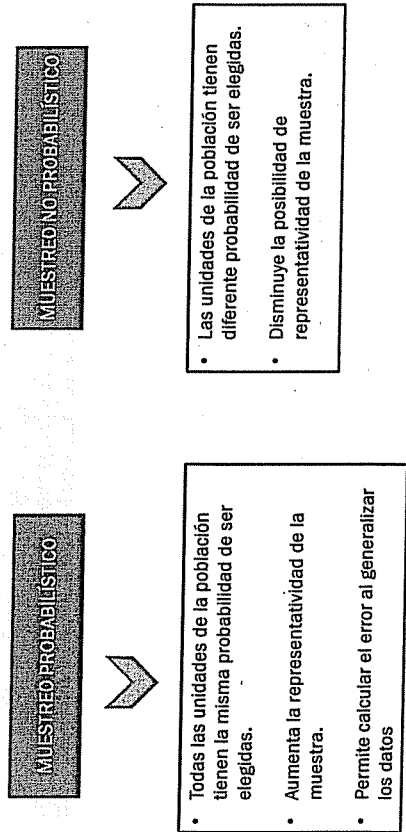 MUESTREO PROBABILÍSTICO
• Todas las unidades de la población
tienen la misma probabilidad de ser
elegidas.
• Aumenta la representatividad de la
muestra.
• Permite calcular el error al generalizar
los datos
MUESTREO NO PROBABILÍSTICO
• Las unidades de la población tienen
diferente probabilidad de ser elegidas.
• Disminuye la posibilidad de
representatividad de la muestra.